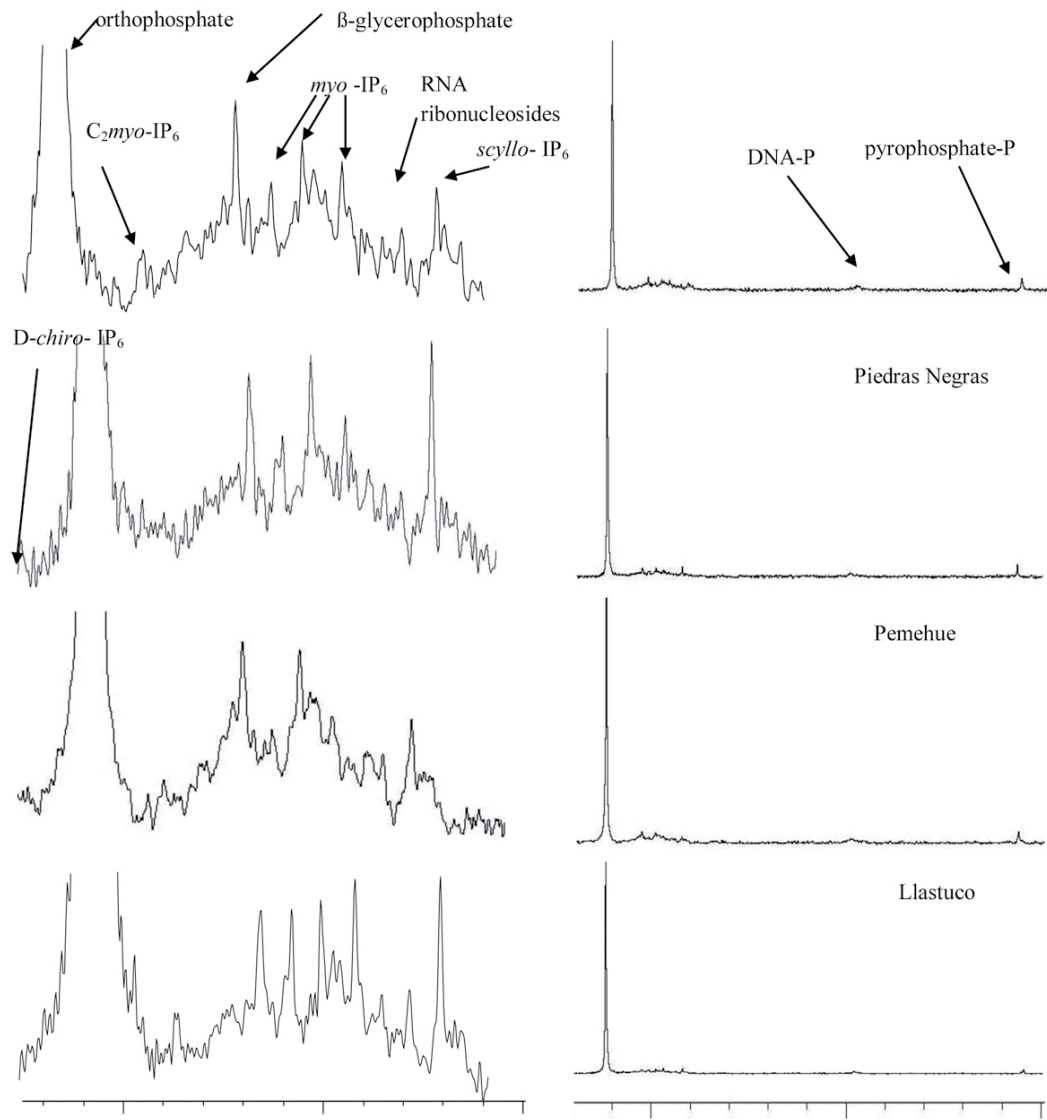 orthophosphate
ß-glycerophosphate
myo -IP₆
RNA
ribonucleosides
C₂myo-IP₆
scyllo- IP₆
DNA-P
pyrophosphate-P
D-chiro- IP₆
Piedras Negras
Pemehue
Llastuco